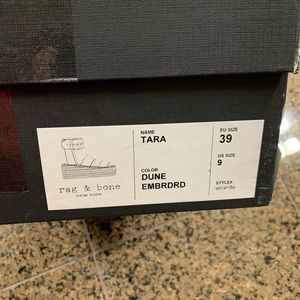 NAME
TARA
EU SIZE
39
COLOR
DUNE
EMBRDRD
US SIZE
9
STYLE#
rag & bone
NEW YORK